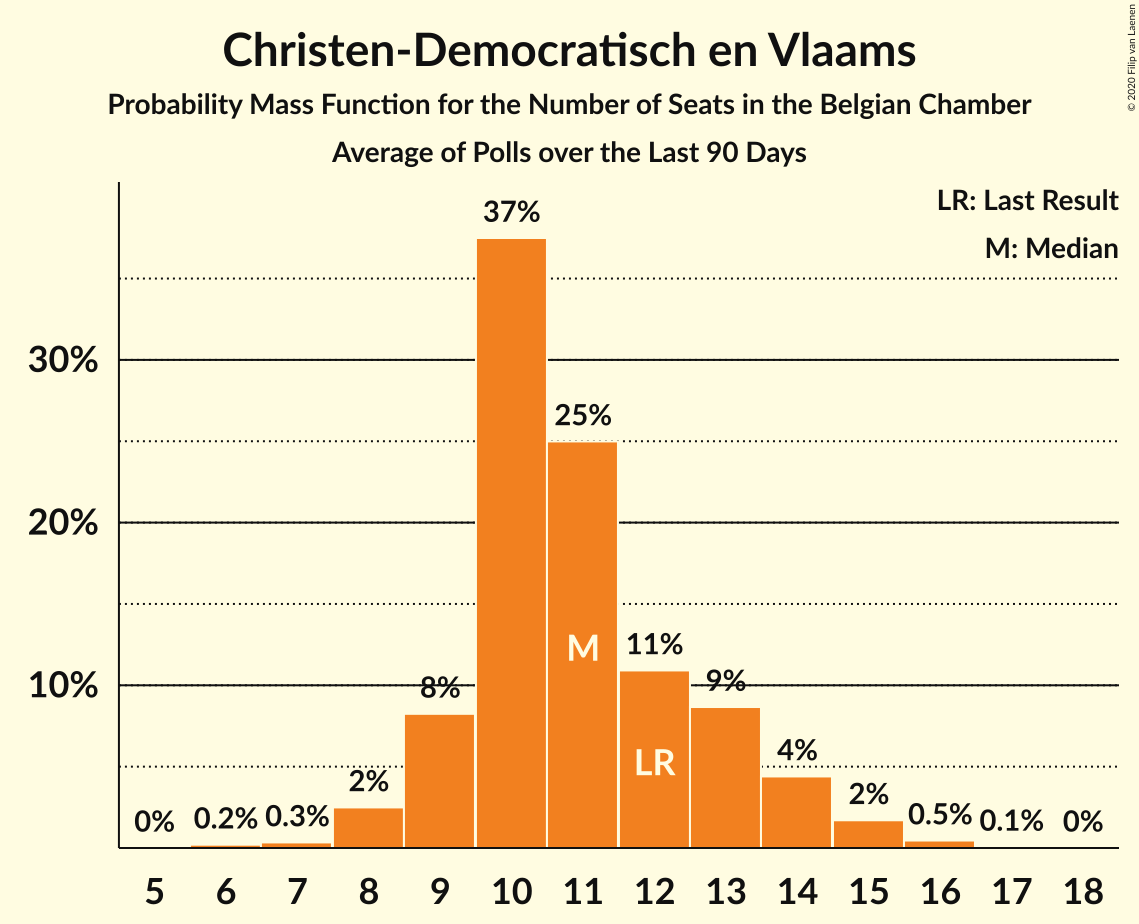 Christen-Democratisch en Vlaams
Probability Mass Function for the Number of Seats in the Belgian Chamber
Average of Polls over the Last 90 Days
© 2020 Filip van Laenen
LR: Last Result
M: Median
30%
20%
10%
0%
0.2%
0.3%
2%
8%
37%
25%
11%
9%
4%
2%
0.5%
0.1%
0%
M
LR
5 6 7 8 9 10 11 12 13 14 15 16 17 18